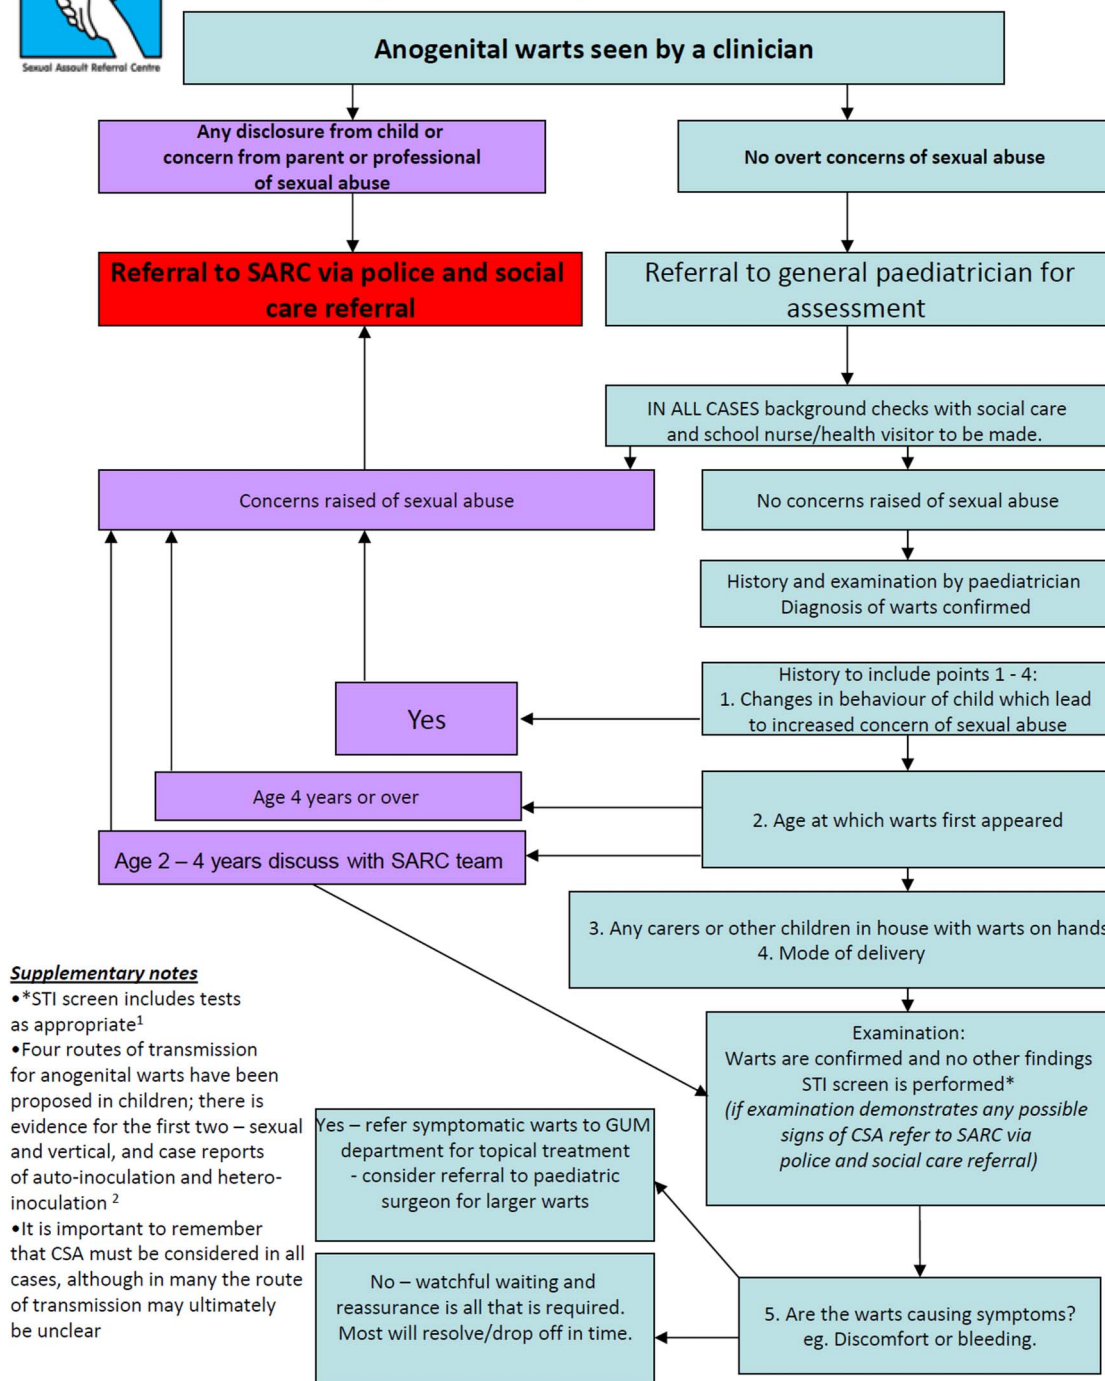 Sexual Assault Referral Centre
Anogenital warts seen by a clinician
Any disclosure from child or
concern from parent or professional
of sexual abuse
No overt concerns of sexual abuse
Referral to SARC via police and social
care referral
Referral to general paediatrician for
assessment
IN ALL CASES background checks with social care
and school nurse/health visitor to be made.
Concerns raised of sexual abuse
No concerns raised of sexual abuse
History and examination by paediatrician
Diagnosis of warts confirmed
History to include points 1 - 4:
1. Changes in behaviour of child which lead
to increased concern of sexual abuse
Yes
Age 4 years or over
2. Age at which warts first appeared
Age 2 – 4 years discuss with SARC team
3. Any carers or other children in house with warts on hands
4. Mode of delivery
Supplementary notes
•*STI screen includes tests
as appropriate¹
•Four routes of transmission
for anogenital warts have been
proposed in children; there is
evidence for the first two – sexual
and vertical, and case reports
of auto-inoculation and hetero-
inoculation ²
•It is important to remember
that CSA must be considered in all
cases, although in many the route
of transmission may ultimately
be unclear
Examination:
Warts are confirmed and no other findings
STI screen is performed*
(if examination demonstrates any possible
signs of CSA refer to SARC via
police and social care referral)
Yes – refer symptomatic warts to GUM
department for topical treatment
- consider referral to paediatric
surgeon for larger warts
No – watchful waiting and
reassurance is all that is required.
Most will resolve/drop off in time.
5. Are the warts causing symptoms?
eg. Discomfort or bleeding.